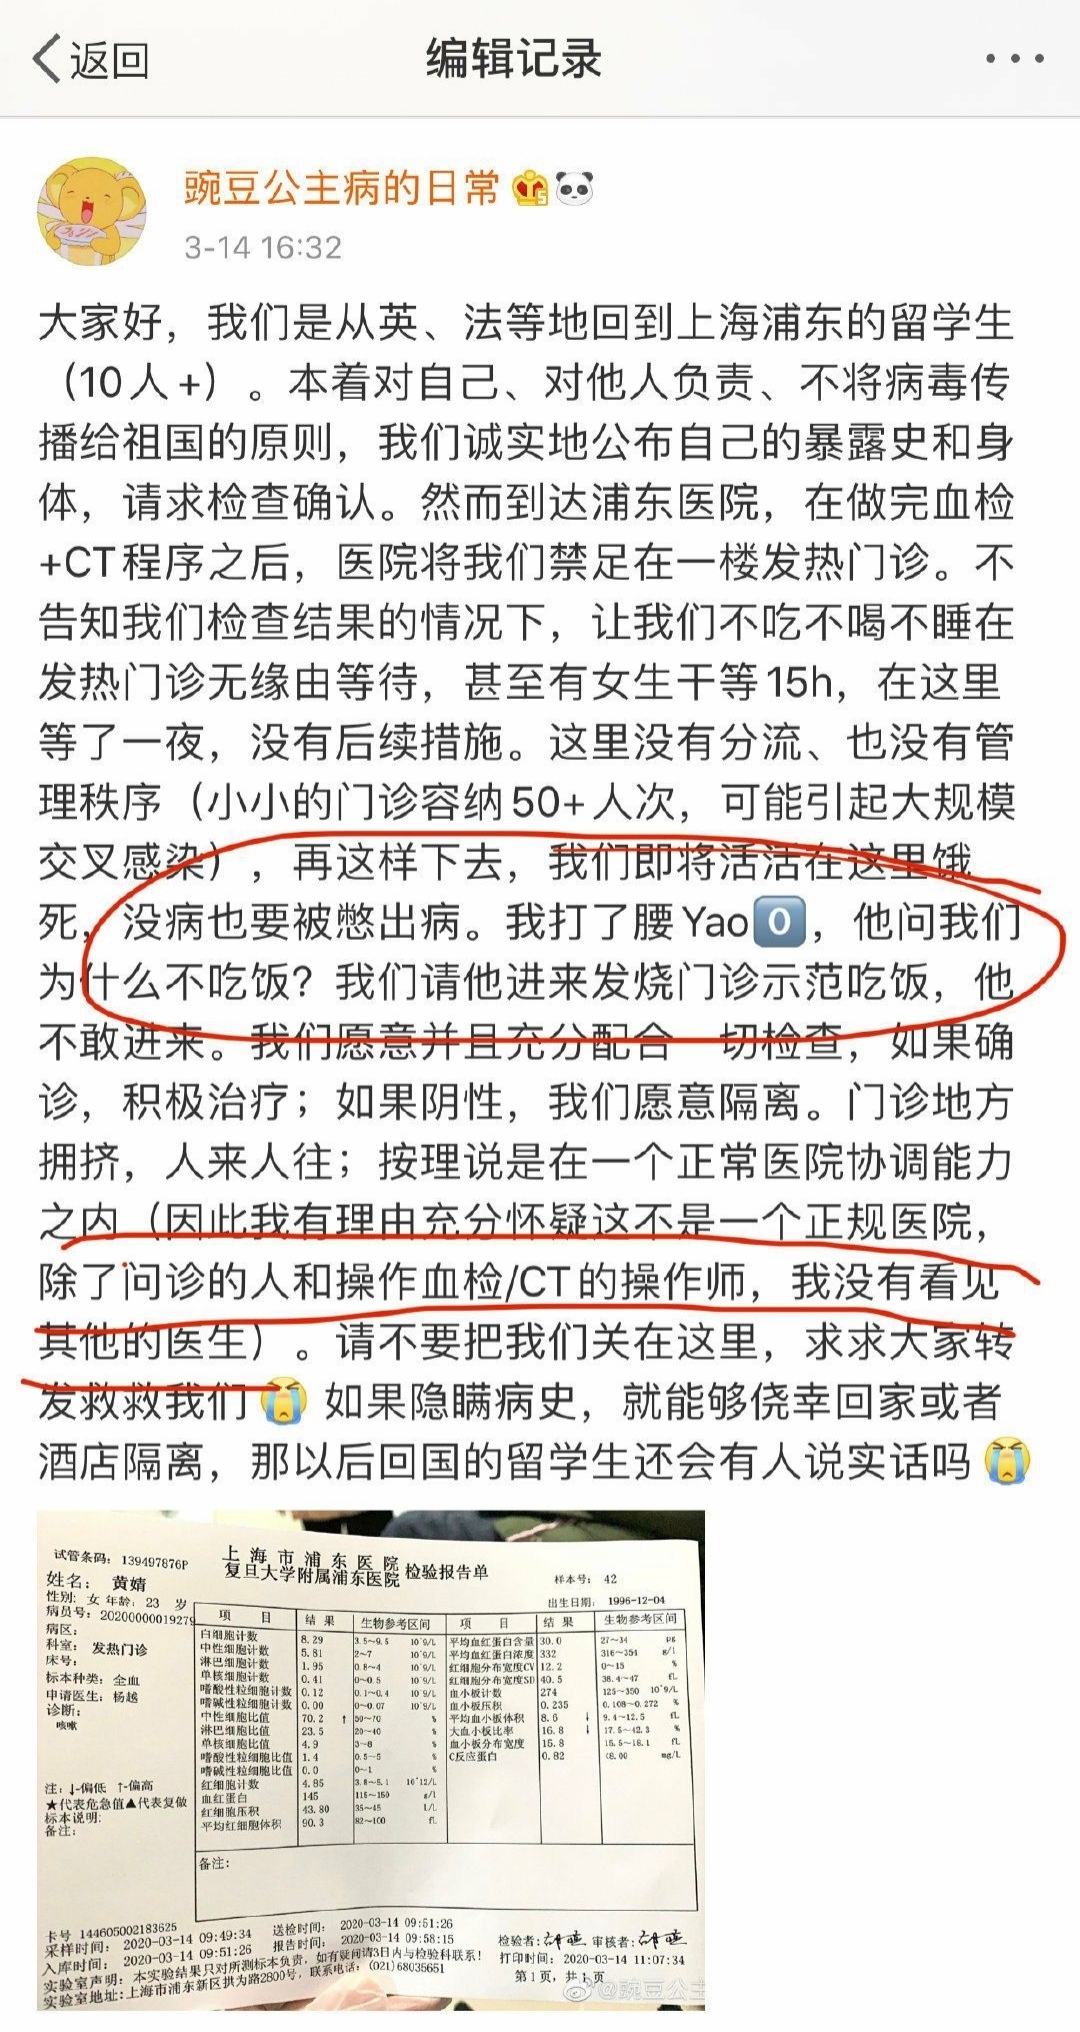 返回
编辑记录
豌豆公主病的日常
3-14 16:32
大家好，我们是从英、法等地回到上海浦东的留学生
（10人+）。本着对自己、对他人负责、不将病毒传
播给祖国的原则，我们诚实地公布自己的暴露史和身
体，请求检查确认。然而到达浦东医院，在做完血检
+CT程序之后，医院将我们禁足在一楼发热门诊。不
告知我们检查结果的情况下，让我们不吃不喝不睡在
发热门诊无缘由等待，甚至有女生干等15h，在这里
等了一夜，没有后续措施。这里没有分流、也没有管
理秩序（小小的门诊容纳50+人次，可能引起大规模
交叉感染），再这样下去，我们即将活活在这里饿
死，没病也要被憋出病。我打了腰Yao0️⃣，他问我们
为什么不吃饭？我们请他进来发烧门诊示范吃饭，他
不敢进来。我们愿意并且充分配合一切检查，如果确
诊，积极治疗；如果阴性，我们愿意隔离。门诊地方
拥挤，人来人往；按理说是在一个正常医院协调能力
之内（因此我有理由充分怀疑这不是一个正规医院，
除了问诊的人和操作血检/CT的操作师，我没有看见
其他的医生）。请不要把我们关在这里，求求大家转
发救救我们😭如果隐瞒病史，就能够侥幸回家或者
酒店隔离，那以后回国的留学生还会有人说实话吗😭
试管条码：139497876P
上海市浦东医院
复旦大学附属浦东医院 检验报告单
样本号：42
姓名：黄婧
性别：女 年龄：23 岁
出生日期：1996-12-04
病员号：20200000019279
病区：
科室：发热门诊
床号：
标本种类：全血
申请医生：杨越
诊断：
咳嗽
注：↓-偏低 ↑-偏高
★代表危急值▲代表复做
标本说明：
备注：
项目 结果 生物参考区间 项目 结果 生物参考区间
白细胞计数 8.29 3.5~9.5 10^9/L 平均血红蛋白含量 30.0 27~34 pg
中性细胞计数 5.81 2~7 10^9/L 平均血红蛋白浓度 332 316~354 g/l
淋巴细胞计数 1.95 0.8~4 10^9/L 红细胞分布宽度CV 12.2 0~15 %
单核细胞计数 0.41 0~0.5 10^9/L 红细胞分布宽度SD 40.5 38.4~47 fL
嗜酸性粒细胞计数 0.12 0.1~0.4 10^9/L 血小板计数 274 125~350 10^9/L
嗜碱性粒细胞计数 0.00 0~0.07 10^9/L 血小板压积 0.235 0.108~0.272 %
中性细胞比值 70.2 ↑ 50~70 % 平均血小板体积 8.6 ↓ 9.4~12.5 fL
淋巴细胞比值 23.5 20~40 % 大血小板比率 16.8 ↓ 17.5~42.3 %
单核细胞比值 4.9 3~8 % 血小板分布宽度 15.8 15.5~18.1 fL
嗜酸性粒细胞比值 1.4 0.5~5 % C反应蛋白 0.82 <8.00 mg/L
嗜碱性粒细胞比值 0.0 0~1 %
红细胞计数 4.85 3.8~5.1 10^12/L
血红蛋白 145 115~150 g/l
红细胞压积 43.80 35~45 L/L
平均红细胞体积 90.3 82~100 fL
备注：
卡号 144605002183625
采样时间：2020-03-14 09:49:34 送检时间：2020-03-14 09:51:26
入库时间：2020-03-14 09:51:26 报告时间：2020-03-14 09:58:15
检验者： 审核者：
打印时间：2020-03-14 11:07:34
实验室声明：本实验结果只对所测标本负责，如有疑问请3日内与检验科联系！
实验室地址：上海市浦东新区拱为路2800号，联系电话：(021)68035651
第1页，共1页
@豌豆公主